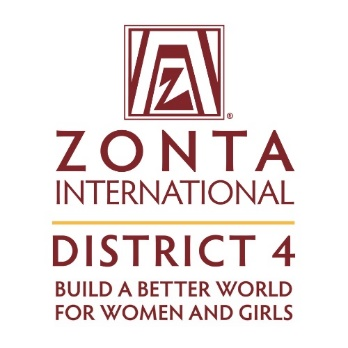 ®
ZONTA
INTERNATIONAL
DISTRICT 4
BUILD A BETTER WORLD
FOR WOMEN AND GIRLS